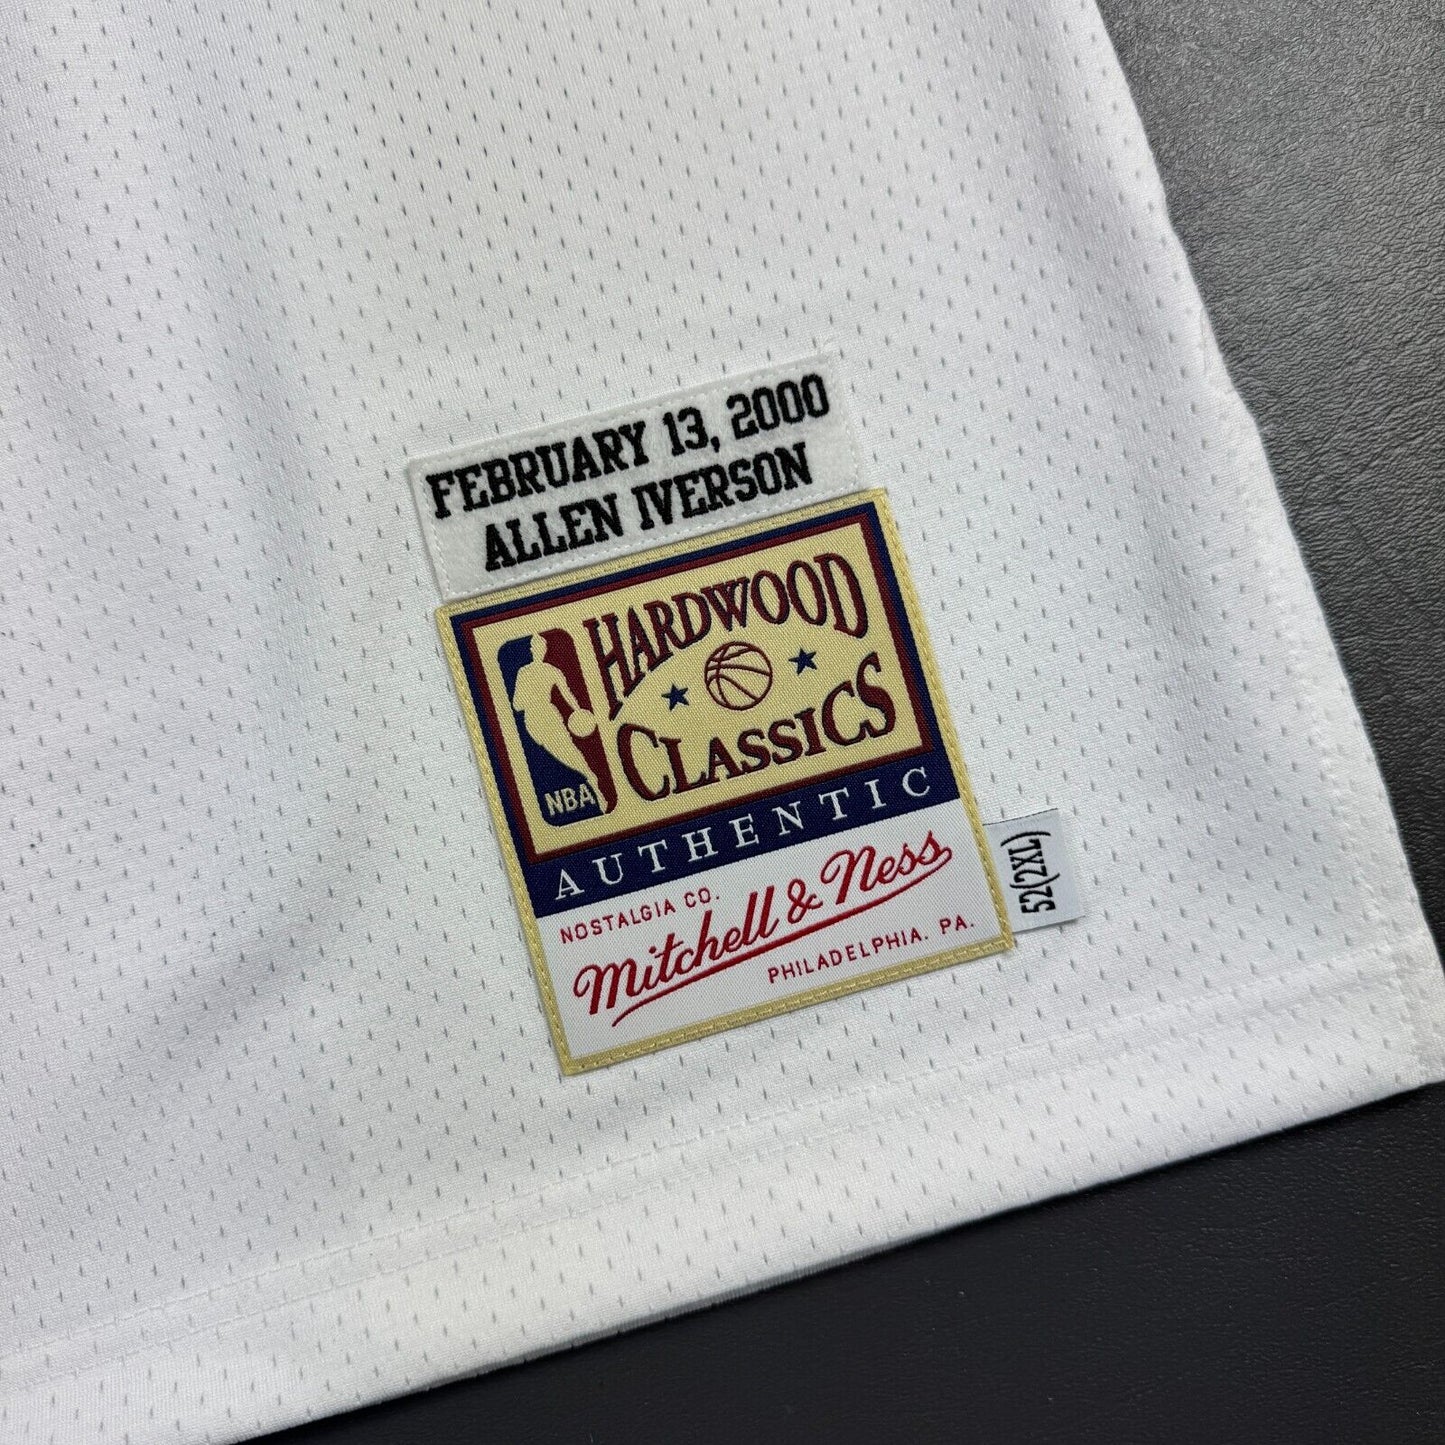 FEBRUARY 13, 2000
ALLEN IVERSON
HARDWOOD
CLASSICS
NBA
AUTHENTIC
NOSTALGIA CO.
Mitchell & Ness
PHILADELPHIA, PA.
52(2XL)